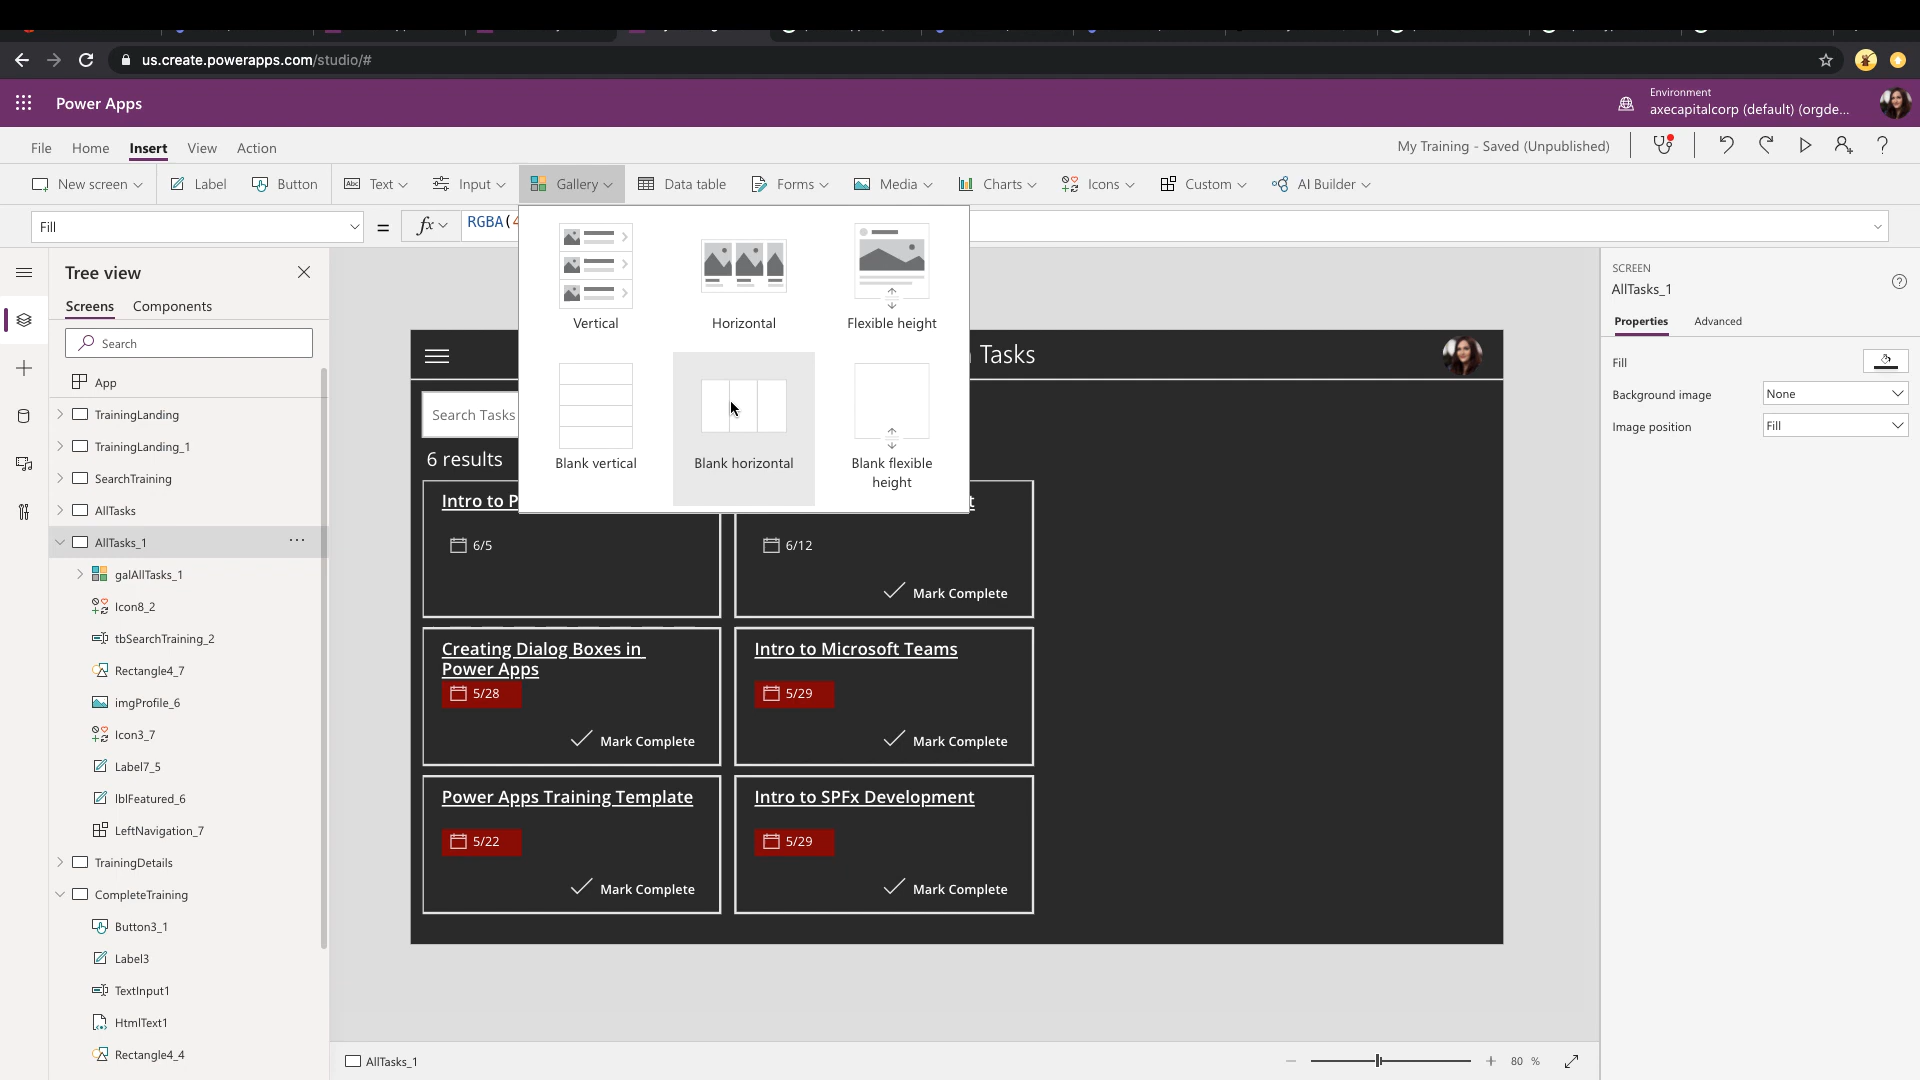 us.create.powerapps.com/studio/#
Power Apps
Environment
axecapitalcorp (default) (orgde...
File
Home
Insert
View
Action
My Training - Saved (Unpublished)
New screen
Label
Button
Text
Input
Gallery
Data table
Forms
Media
Charts
Icons
Custom
AI Builder
Fill
=
fx
RGBA(4
Vertical
Horizontal
Flexible height
Blank vertical
Blank horizontal
Blank flexible
height
Tree view
Screens
Components
Search
App
TrainingLanding
TrainingLanding_1
SearchTraining
AllTasks
AllTasks_1
galAllTasks_1
Icon8_2
tbSearchTraining_2
Rectangle4_7
imgProfile_6
Icon3_7
Label7_5
lblFeatured_6
LeftNavigation_7
TrainingDetails
CompleteTraining
Button3_1
Label3
TextInput1
HtmlText1
Rectangle4_4
Tasks
Search Tasks
6 results
Intro to P
t
6/5
6/12
Mark Complete
Creating Dialog Boxes in
Power Apps
5/28
Mark Complete
Intro to Microsoft Teams
5/29
Mark Complete
Power Apps Training Template
5/22
Mark Complete
Intro to SPFx Development
5/29
Mark Complete
SCREEN
AllTasks_1
Properties
Advanced
Fill
Background image
None
Image position
Fill
AllTasks_1
80 %